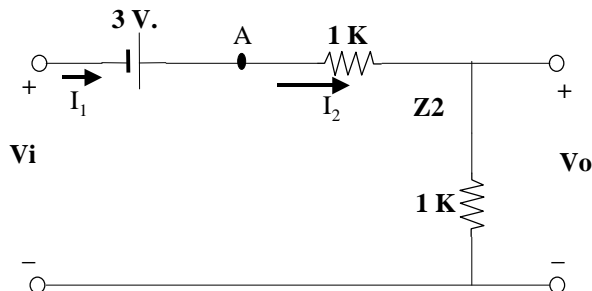 3 V.
A
1 K
+
I₁
I₂
Z2
+
Vi
Vo
1 K
−
−